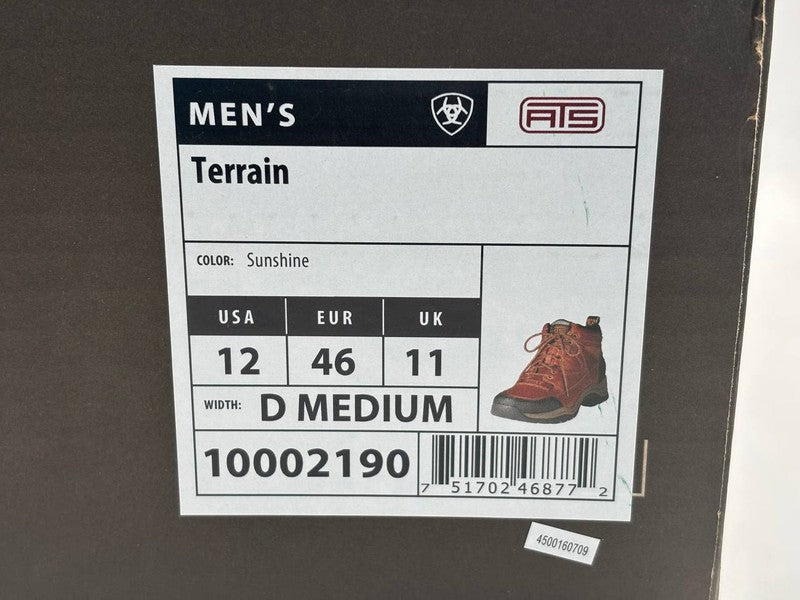 MEN'S
ATS
Terrain
COLOR: Sunshine
USA EUR UK
12 46 11
WIDTH: D MEDIUM
10002190
7 51702 46877 2
4500160709